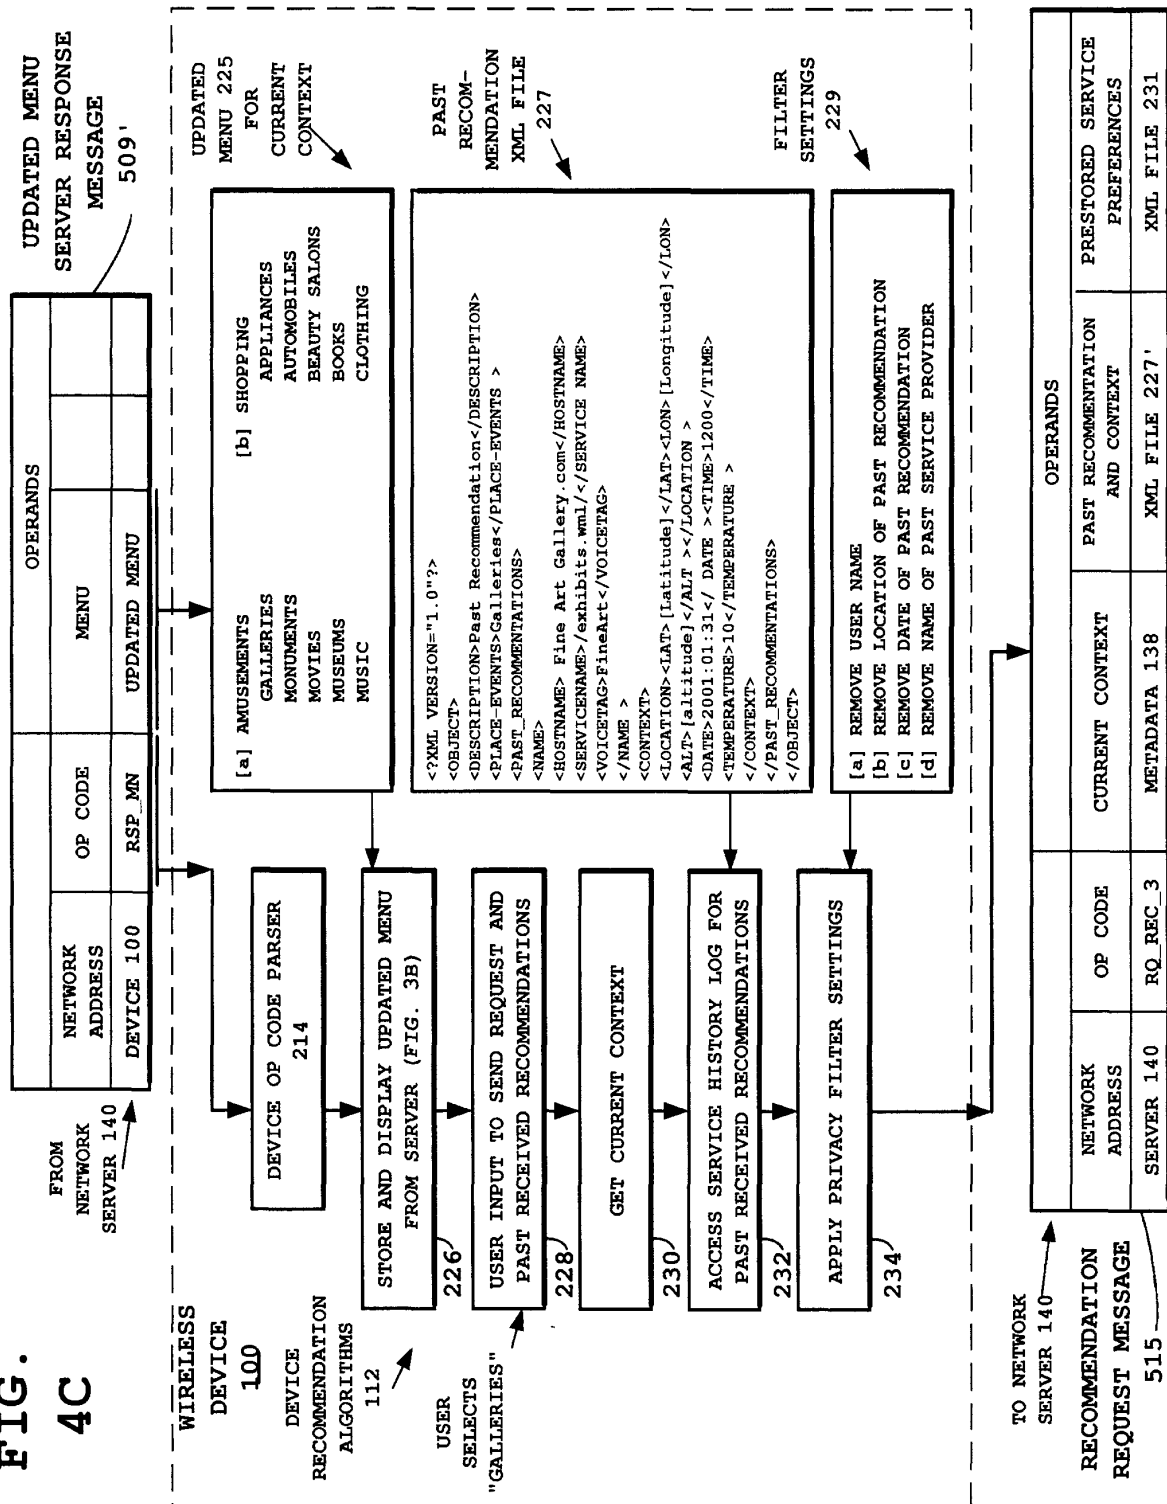 FIG.
4C
FROM
NETWORK
SERVER 140
OPERANDS
NETWORK
ADDRESS
OP CODE
MENU
DEVICE 100
RSP_MN
UPDATED MENU
UPDATED MENU
SERVER RESPONSE
MESSAGE
509'
WIRELESS
DEVICE
100
DEVICE
RECOMMENDATION
ALGORITHMS
112
USER
SELECTS
"GALLERIES"
DEVICE OP CODE PARSER
214
STORE AND DISPLAY UPDATED MENU
FROM SERVER (FIG. 3B)
226
USER INPUT TO SEND REQUEST AND
PAST RECEIVED RECOMMENDATIONS
228
GET CURRENT CONTEXT
230
ACCESS SERVICE HISTORY LOG FOR
PAST RECEIVED RECOMMENDATIONS
232
APPLY PRIVACY FILTER SETTINGS
234
[a] AMUSEMENTS
GALLERIES
MONUMENTS
MOVIES
MUSEUMS
MUSIC
[b] SHOPPING
APPLIANCES
AUTOMOBILES
BEAUTY SALONS
BOOKS
CLOTHING
UPDATED
MENU 225
FOR
CURRENT
CONTEXT
<?XML VERSION="1.0"?>
<OBJECT>
<DESCRIPTION>Past Recommendation</DESCRIPTION>
<PLACE-EVENTS>Galleries</PLACE-EVENTS >
<PAST_RECOMMENTATIONS>
<NAME>
<HOSTNAME> Fine Art Gallery.com</HOSTNAME>
<SERVICENAME>/exhibits.wml/</SERVICE NAME>
<VOICETAG>FineArt</VOICETAG>
</NAME >
<CONTEXT>
<LOCATION><LAT>[Latitude]</LAT><LON>[Longitude]</LON>
<ALT>[altitude]</ALT ></LOCATION >
<DATE>2001:01:31</ DATE ><TIME>1200</TIME>
<TEMPERATURE>10</TEMPERATURE >
</CONTEXT>
</PAST_RECOMMENTATIONS>
</OBJECT>
PAST
RECOM-
MENDATION
XML FILE
227
[a] REMOVE USER NAME
[b] REMOVE LOCATION OF PAST RECOMMENDATION
[c] REMOVE DATE OF PAST RECOMMENDATION
[d] REMOVE NAME OF PAST SERVICE PROVIDER
FILTER
SETTINGS
229
TO NETWORK
SERVER 140
RECOMMENDATION
REQUEST MESSAGE
515
OPERANDS
NETWORK
ADDRESS
OP CODE
CURRENT CONTEXT
PAST RECOMMENTATION
AND CONTEXT
PRESTORED SERVICE
PREFERENCES
SERVER 140
RQ_REC_3
METADATA 138
XML FILE 227'
XML FILE 231